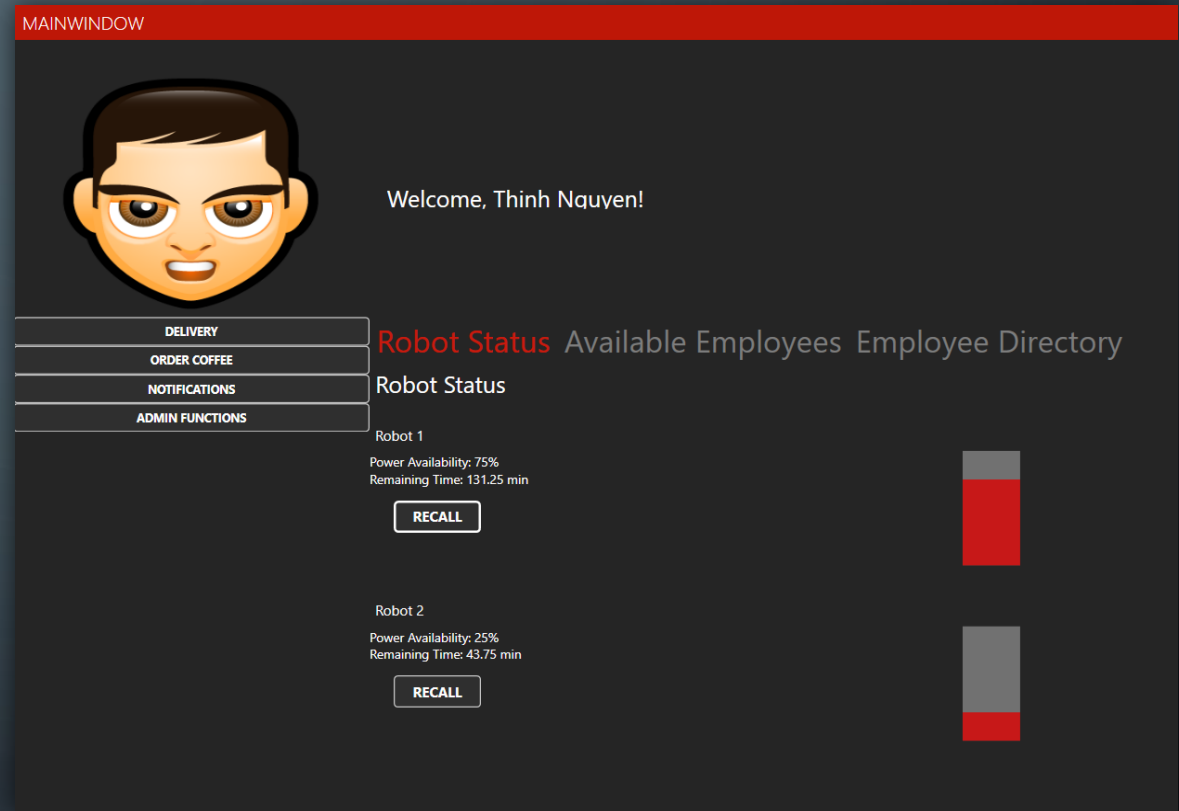 MAINWINDOW
Welcome, Thinh Nguyen!
DELIVERY
ORDER COFFEE
NOTIFICATIONS
ADMIN FUNCTIONS
Robot Status Available Employees Employee Directory
Robot Status
Robot 1
Power Availability: 75%
Remaining Time: 131.25 min
RECALL
Robot 2
Power Availability: 25%
Remaining Time: 43.75 min
RECALL